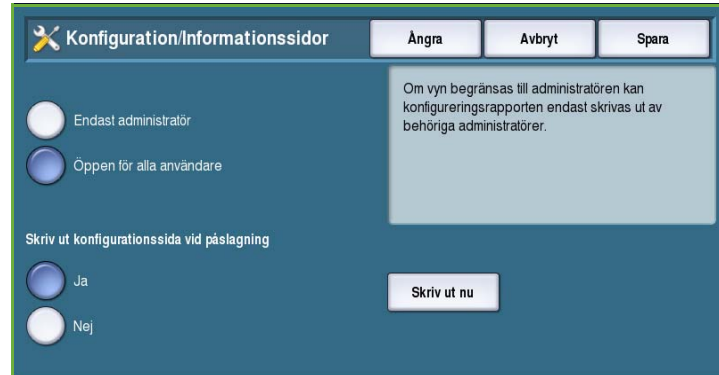 Konfiguration/Informationssidor
Ångra
Avbryt
Spara
Endast administratör
Öppen för alla användare
Om vyn begränsas till administratören kan
konfigureringsrapporten endast skrivas ut av
behöriga administratörer.
Skriv ut konfigurationssida vid påslagning
Ja
Nej
Skriv ut nu